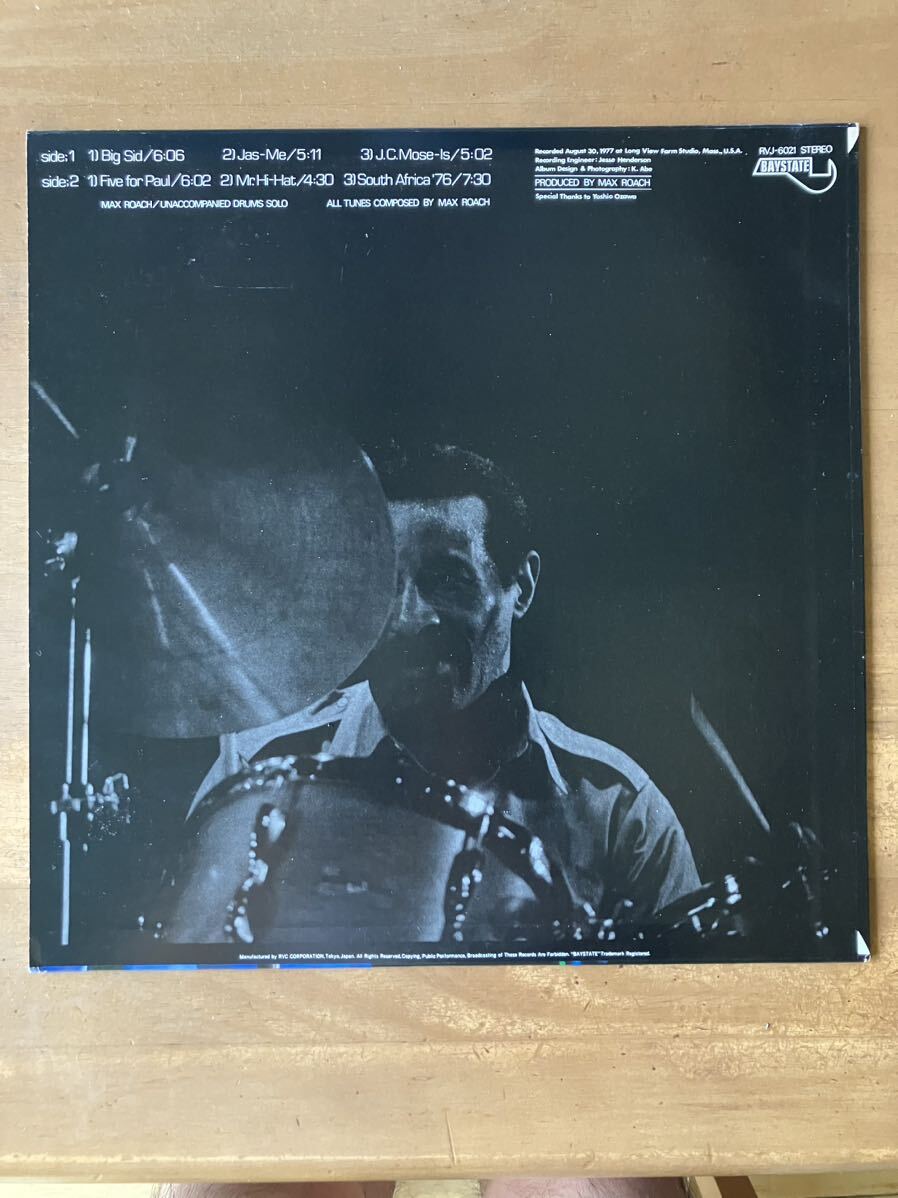 side:1 1) Big Sid/6:06 2) Jas-Me/5:11 3) J.C.Mose-Is/5:02
side:2 1) Five for Paul/6:02 2) Mr. Hi-Hat/4:30 3) South Africa '76/7:30
MAX ROACH/UNACCOMPANIED DRUMS SOLO ALL TUNES COMPOSED BY MAX ROACH
Recorded August 30, 1977 at Long View Farm Studio, Mass., U.S.A.
Recording Engineer: Jesse Henderson
Album Design & Photography: K. Abe
PRODUCED BY MAX ROACH
Special Thanks to Yoshio Ozawa
RVJ-6021 STEREO
BAYSTATE
Manufactured by RVC CORPORATION, Tokyo, Japan. All Rights Reserved. Copying, Public Performance, Broadcasting of These Records Are Forbidden. "BAYSTATE" Trademark Registered.